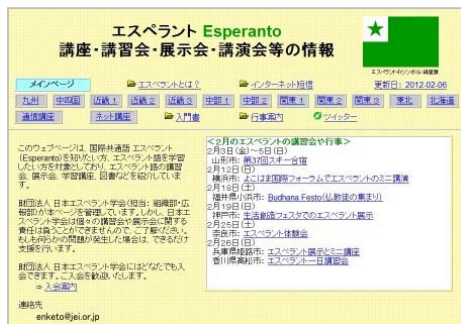 エスペラント Esperanto
講座・講習会・展示会・講演会等の情報
エスペラントのシンボル:緑星旗
メインページ
エスペラントとは?
インターネット短信
更新日: 2012-02-06
九州 中四国 近畿1 近畿2 近畿3 中部1 中部2 関東1 関東2 関東3 東北 北海道
通信講座 ネット講座 入門書 行事案内 ツイッター
このウェブページは、国際共通語 エスペラント
(Esperanto)を知りたい方、エスペラント語を学習
したい方を対象としており、エスペラント語の講習
会、展示会、学習講座、図書などを紹介していま
す。
財団法人 日本エスペラント学会(担当: 組織部・広
報部)が本ページを管理しています。しかし、日本エ
スペラント学会は個々の講習会や展示会に関する
責任は負うことができませんので、ご了解ください。
もしも何らかの問題が発生した場合は、できるだけ
支援を行います。
財団法人 日本エスペラント学会にはどなたでも入
会できます。ご入会を歓迎いたします。
⇒ 入会案内
連絡先
enketo@jei.or.jp
<2月のエスペラントの講習会や行事>
2月3日(金)~5日(日)
山形市: 第37回スキー合宿
2月12日(日)
横浜市: よこはま国際フォーラムでエスペラントのミニ講演
2月18日(土)
福井県小浜市: Budhana Festo(仏教徒の集まり)
2月19日(日)
神戸市: 生活創造フェスタでのエスペラント展示
2月25日(土)
奈良市: エスペラント体験会
2月26日(日)
兵庫県姫路市: エスペラント展示とミニ講座
香川県高松市: エスペラント一日講習会